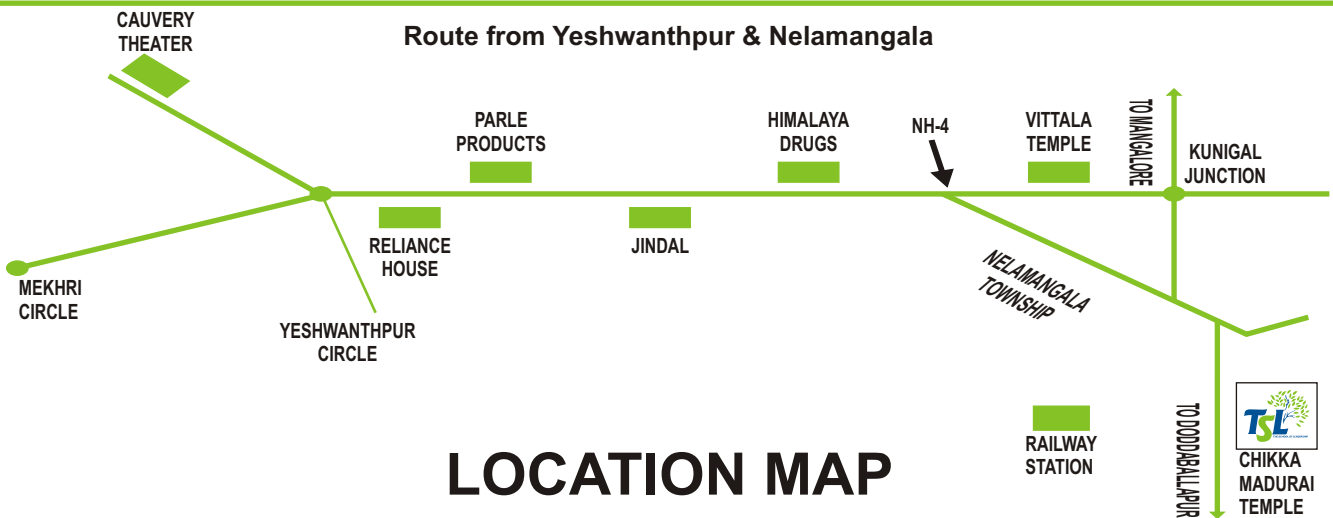 CAUVERY
THEATER
Route from Yeshwanthpur & Nelamangala
PARLE
PRODUCTS
HIMALAYA
DRUGS
NH-4
VITTALA
TEMPLE
TO MANGALORE
KUNIGAL
JUNCTION
RELIANCE
HOUSE
JINDAL
MEKHRI
CIRCLE
YESHWANTHPUR
CIRCLE
NELAMANGALA
TOWNSHIP
RAILWAY
STATION
TO DODDABALLAPUR
TSL
CHIKKA
MADURAI
TEMPLE
LOCATION MAP